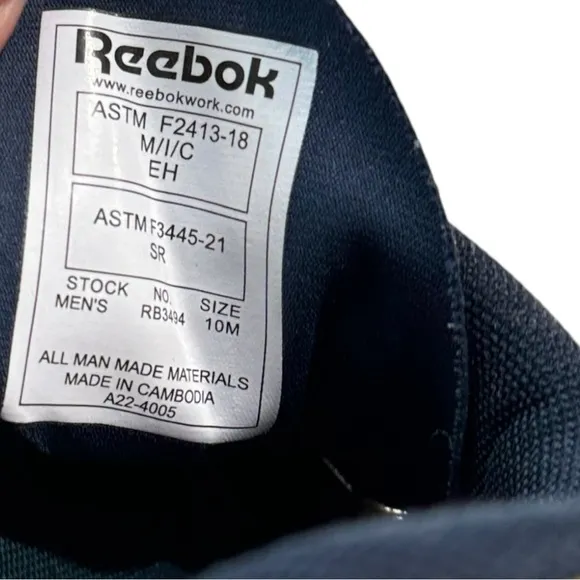 Reebok
www.reebokwork.com
ASTM F2413-18
M/I/C
EH
ASTM F3445-21
SR
STOCK NO. SIZE
MEN'S RB3494 10M
ALL MAN MADE MATERIALS
MADE IN CAMBODIA
A22-4005